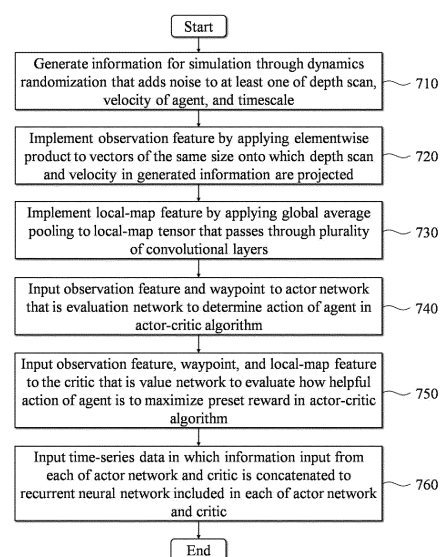 Start
Generate information for simulation through dynamics
randomization that adds noise to at least one of depth scan,
velocity of agent, and timescale
710
Implement observation feature by applying elementwise
product to vectors of the same size onto which depth scan
and velocity in generated information are projected
720
Implement local-map feature by applying global average
pooling to local-map tensor that passes through plurality
of convolutional layers
730
Input observation feature and waypoint to actor network
that is evaluation network to determine action of agent in
actor-critic algorithm
740
Input observation feature, waypoint, and local-map feature
to the critic that is value network to evaluate how helpful
action of agent is to maximize preset reward in actor-critic
algorithm
750
Input time-series data in which information input from
each of actor network and critic is concatenated to
recurrent neural network included in each of actor network
and critic
760
End